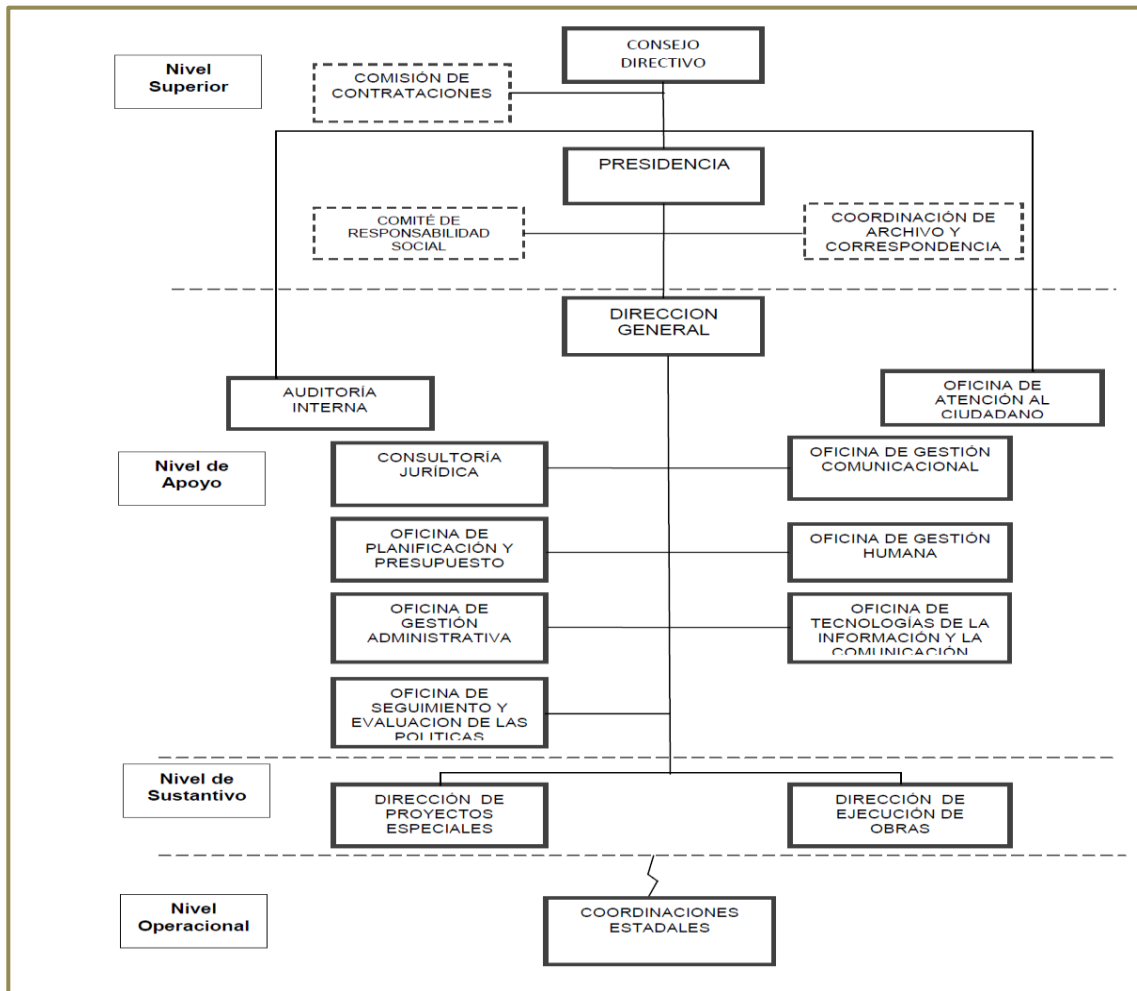 CONSEJO
DIRECTIVO
Nivel
Superior
COMISIÓN DE
CONTRATACIONES
PRESIDENCIA
COMITÉ DE
RESPONSABILIDAD
SOCIAL
COORDINACIÓN DE
ARCHIVO Y
CORRESPONDENCIA
DIRECCION
GENERAL
AUDITORÍA
INTERNA
OFICINA DE
ATENCIÓN AL
CIUDADANO
Nivel de
Apoyo
CONSULTORÍA
JURÍDICA
OFICINA DE GESTIÓN
COMUNICACIONAL
OFICINA DE
PLANIFICACIÓN Y
PRESUPUESTO
OFICINA DE GESTIÓN
HUMANA
OFICINA DE
GESTIÓN
ADMINISTRATIVA
OFICINA DE
TECNOLOGÍAS DE LA
INFORMACIÓN Y LA
COMUNICACIÓN
OFICINA DE
SEGUIMIENTO Y
EVALUACION DE LAS
POLITICAS
Nivel de
Sustantivo
DIRECCIÓN DE
PROYECTOS
ESPECIALES
DIRECCIÓN DE
EJECUCIÓN DE
OBRAS
Nivel
Operacional
COORDINACIONES
ESTADALES